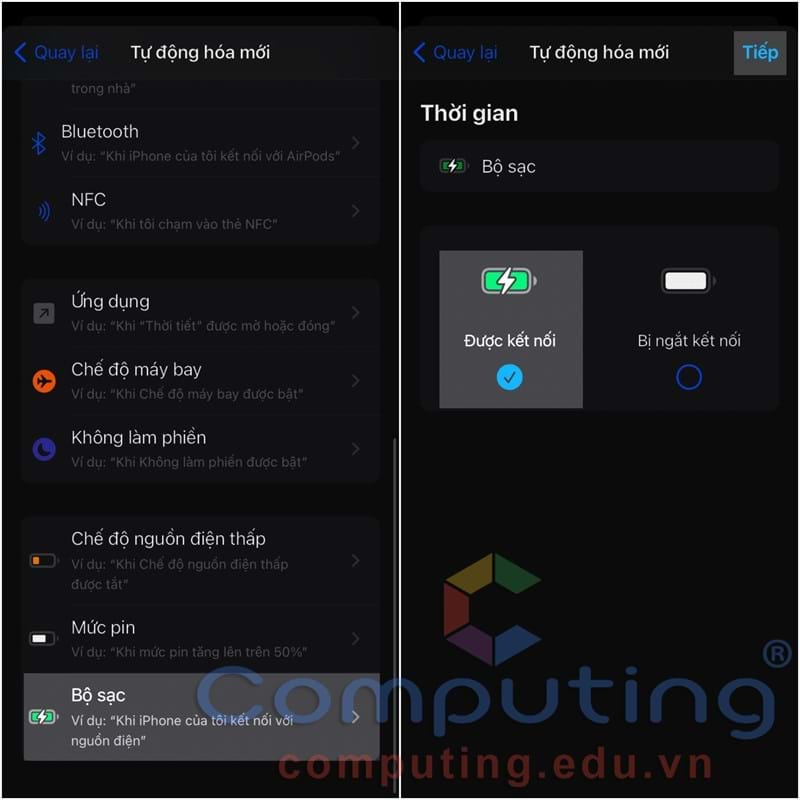 Quay lại
Tự động hóa mới
trong nhà"
Bluetooth
Ví dụ: "Khi iPhone của tôi kết nối với AirPods"
NFC
Ví dụ: "Khi tôi chạm vào thẻ NFC"
Ứng dụng
Ví dụ: "Khi "Thời tiết" được mở hoặc đóng"
Chế độ máy bay
Ví dụ: "Khi Chế độ máy bay được bật"
Không làm phiền
Ví dụ: "Khi Không làm phiền được bật"
Chế độ nguồn điện thấp
Ví dụ: "Khi Chế độ nguồn điện thấp
được tắt"
Mức pin
Ví dụ: "Khi mức pin tăng lên trên 50%"
Bộ sạc
Ví dụ: "Khi iPhone của tôi kết nối với
nguồn điện"
Quay lại
Tự động hóa mới
Tiếp
Thời gian
Bộ sạc
Được kết nối
Bị ngắt kết nối
Computing®
computing.edu.vn